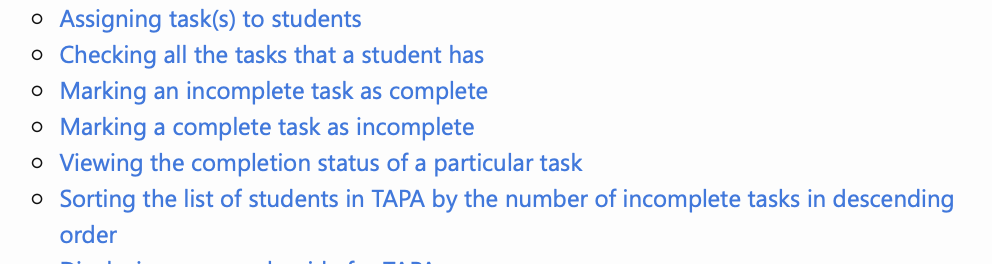 Assigning task(s) to students
Checking all the tasks that a student has
Marking an incomplete task as complete
Marking a complete task as incomplete
Viewing the completion status of a particular task
Sorting the list of students in TAPA by the number of incomplete tasks in descending
order